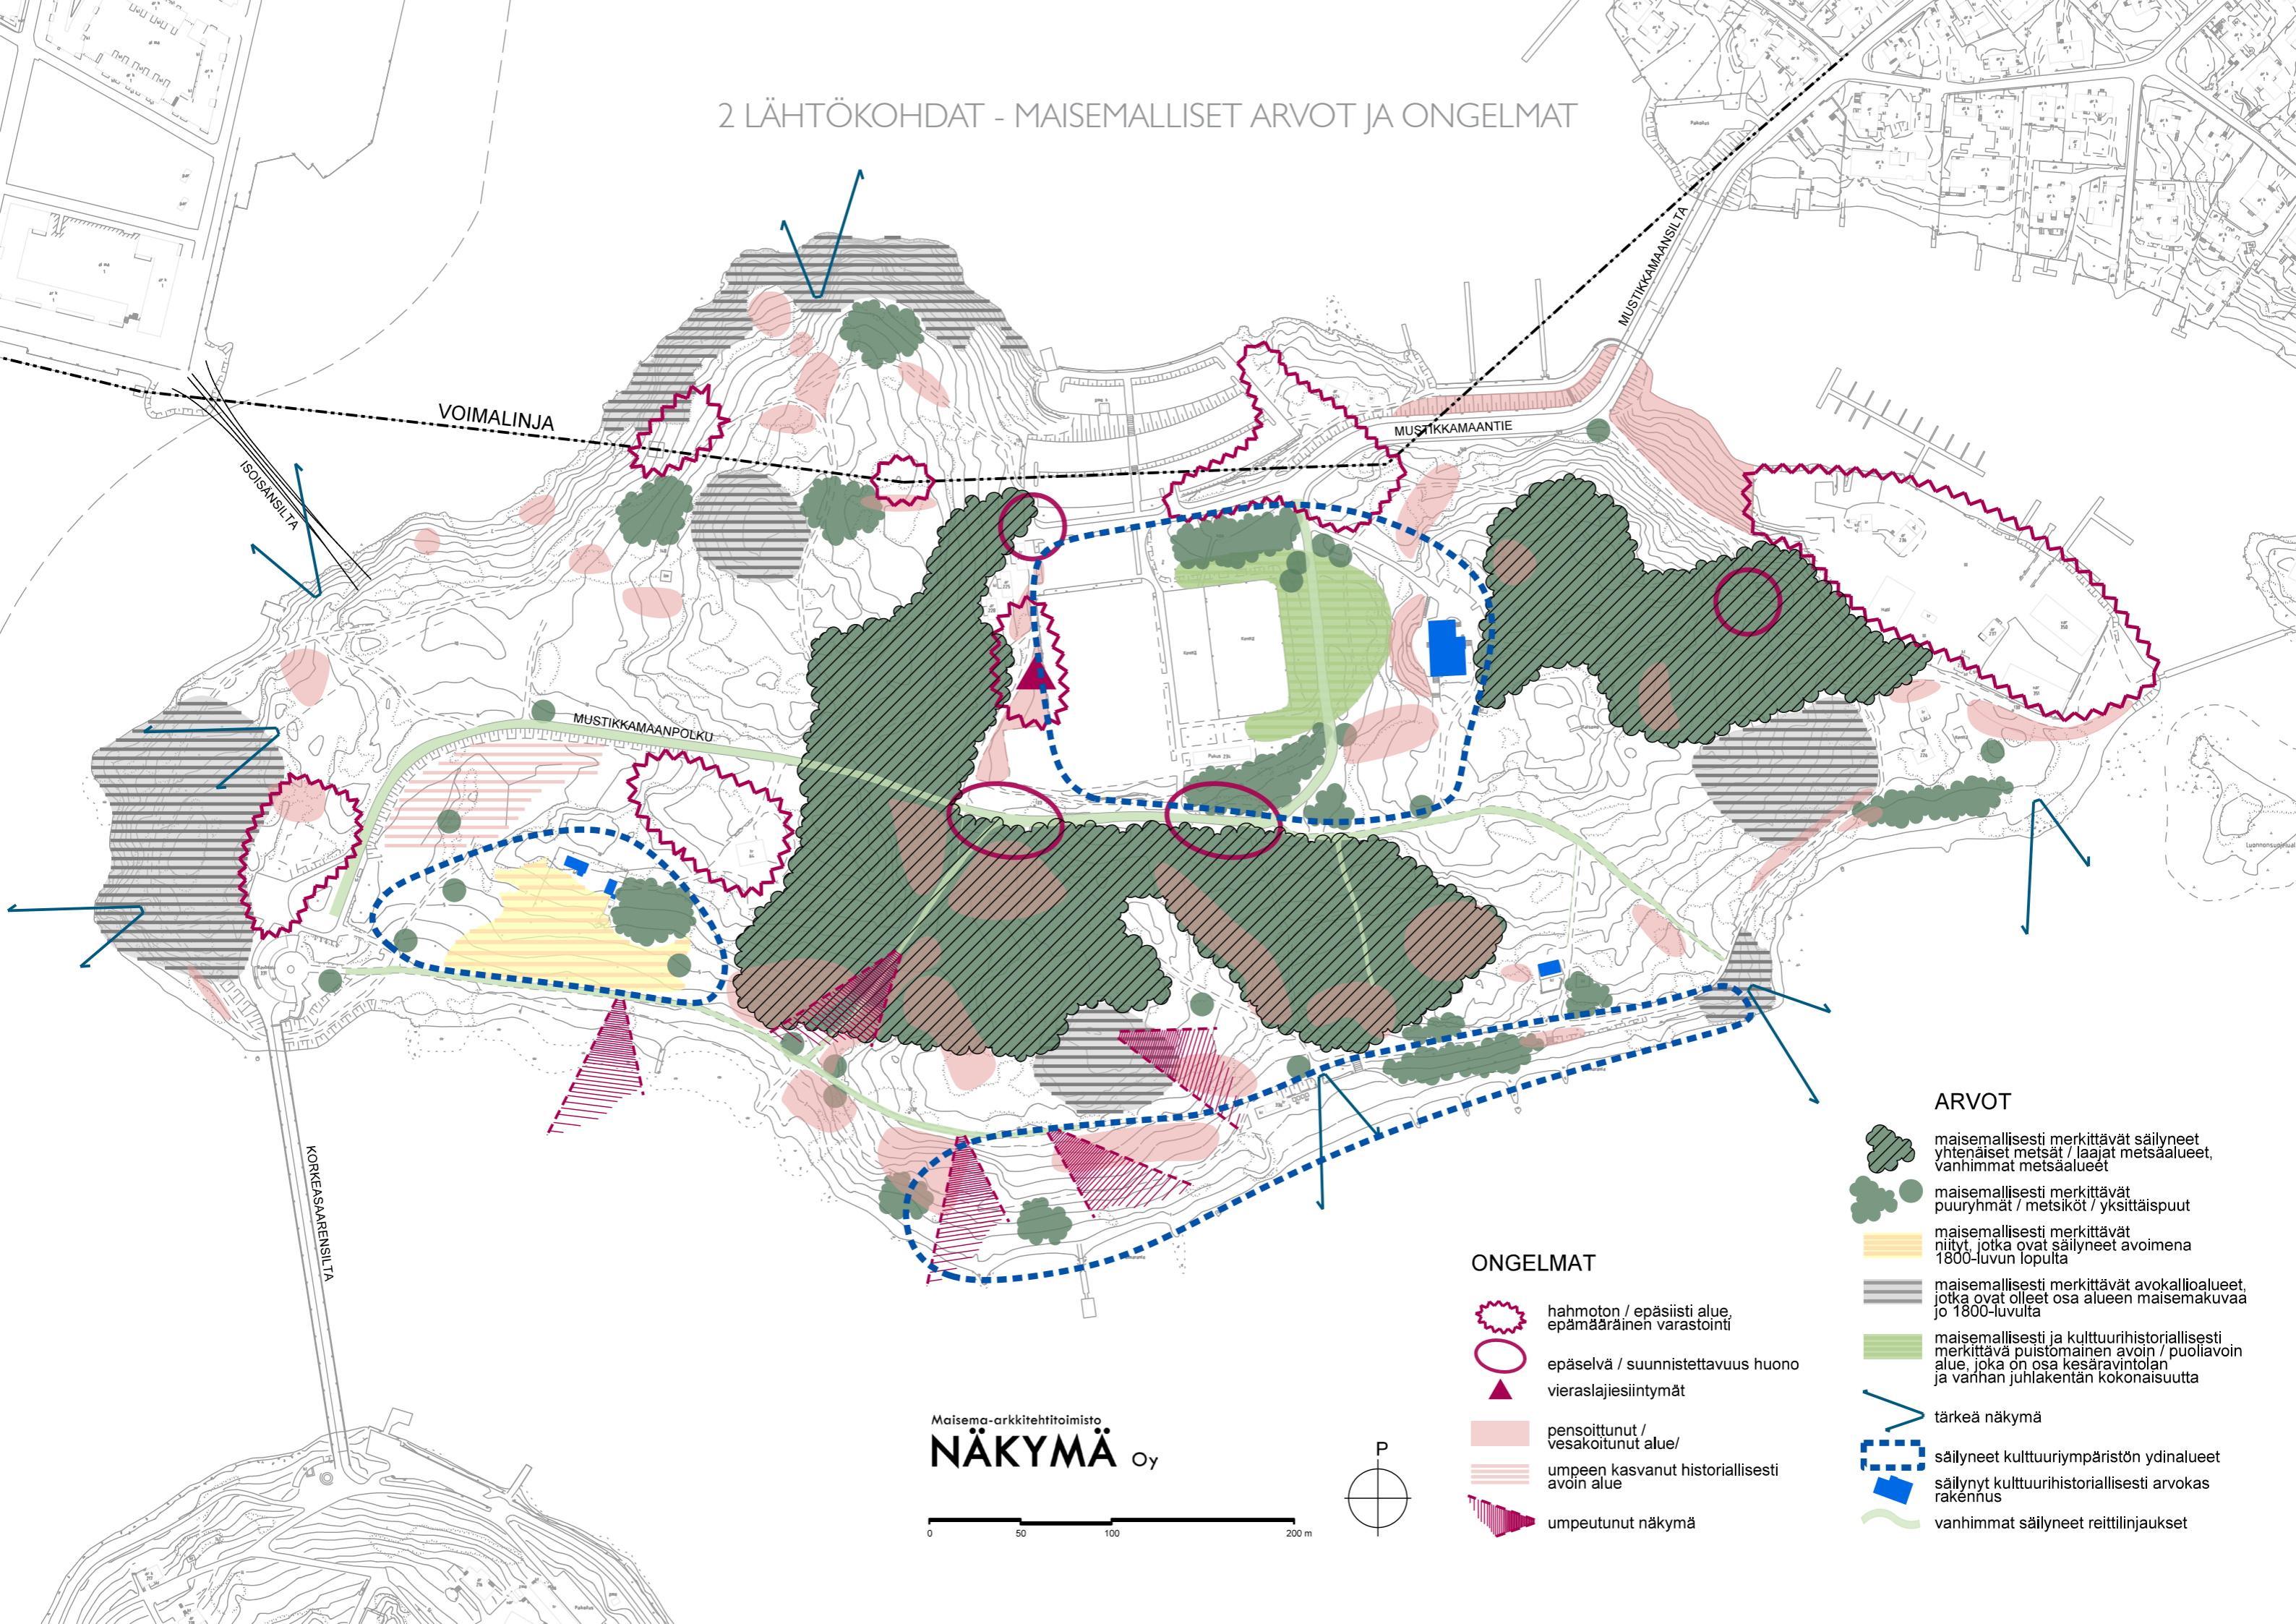 2 LÄHTÖKOHDAT - MAISEMALLISET ARVOT JA ONGELMAT
MUSTIKKAMAANSILTA
VOIMALINJA
MUSTIKKAMAANTIE
ISOISÄNSILTA
MUSTIKKAMAANPOLKU
KORKEASAARENSILTA
Maisema-arkkitehtitoimisto
NÄKYMÄ Oy
0 50 100 200 m
P
ONGELMAT
hahmoton / epäsiisti alue,
epämääräinen varastointi
epäselvä / suunnistettavuus huono
vieraslajiesiintymät
pensoittunut /
vesakoitunut alue/
umpeen kasvanut historiallisesti
avoin alue
umpeutunut näkymä
ARVOT
maisemallisesti merkittävät säilyneet
yhtenäiset metsät / laajat metsäalueet,
vanhimmat metsäalueet
maisemallisesti merkittävät
puuryhmät / metsiköt / yksittäispuut
maisemallisesti merkittävät
niityt, jotka ovat säilyneet avoimena
1800-luvun lopulta
maisemallisesti merkittävät avokallioalueet,
jotka ovat olleet osa alueen maisemakuvaa
jo 1800-luvulta
maisemallisesti ja kulttuurihistoriallisesti
merkittävä puistomainen avoin / puoliavoin
alue, joka on osa kesäravintolan
ja vanhan juhlakentän kokonaisuutta
tärkeä näkymä
säilyneet kulttuuriympäristön ydinalueet
säilynyt kulttuurihistoriallisesti arvokas
rakennus
vanhimmat säilyneet reittilinjaukset